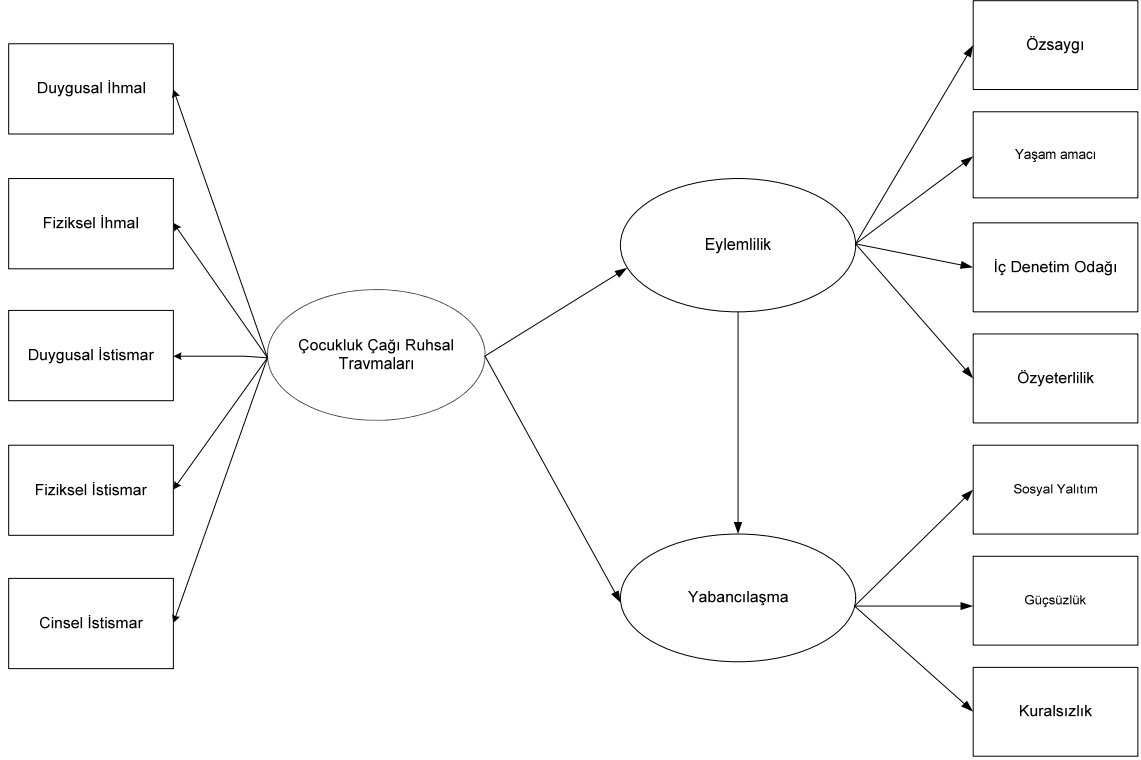 Duygusal İhmal
Fiziksel İhmal
Duygusal İstismar
Fiziksel İstismar
Cinsel İstismar
Çocukluk Çağı Ruhsal
Travmaları
Eylemlilik
Yabancılaşma
Özsaygı
Yaşam amacı
İç Denetim Odağı
Özyeterlilik
Sosyal Yalıtım
Güçsüzlük
Kuralsızlık